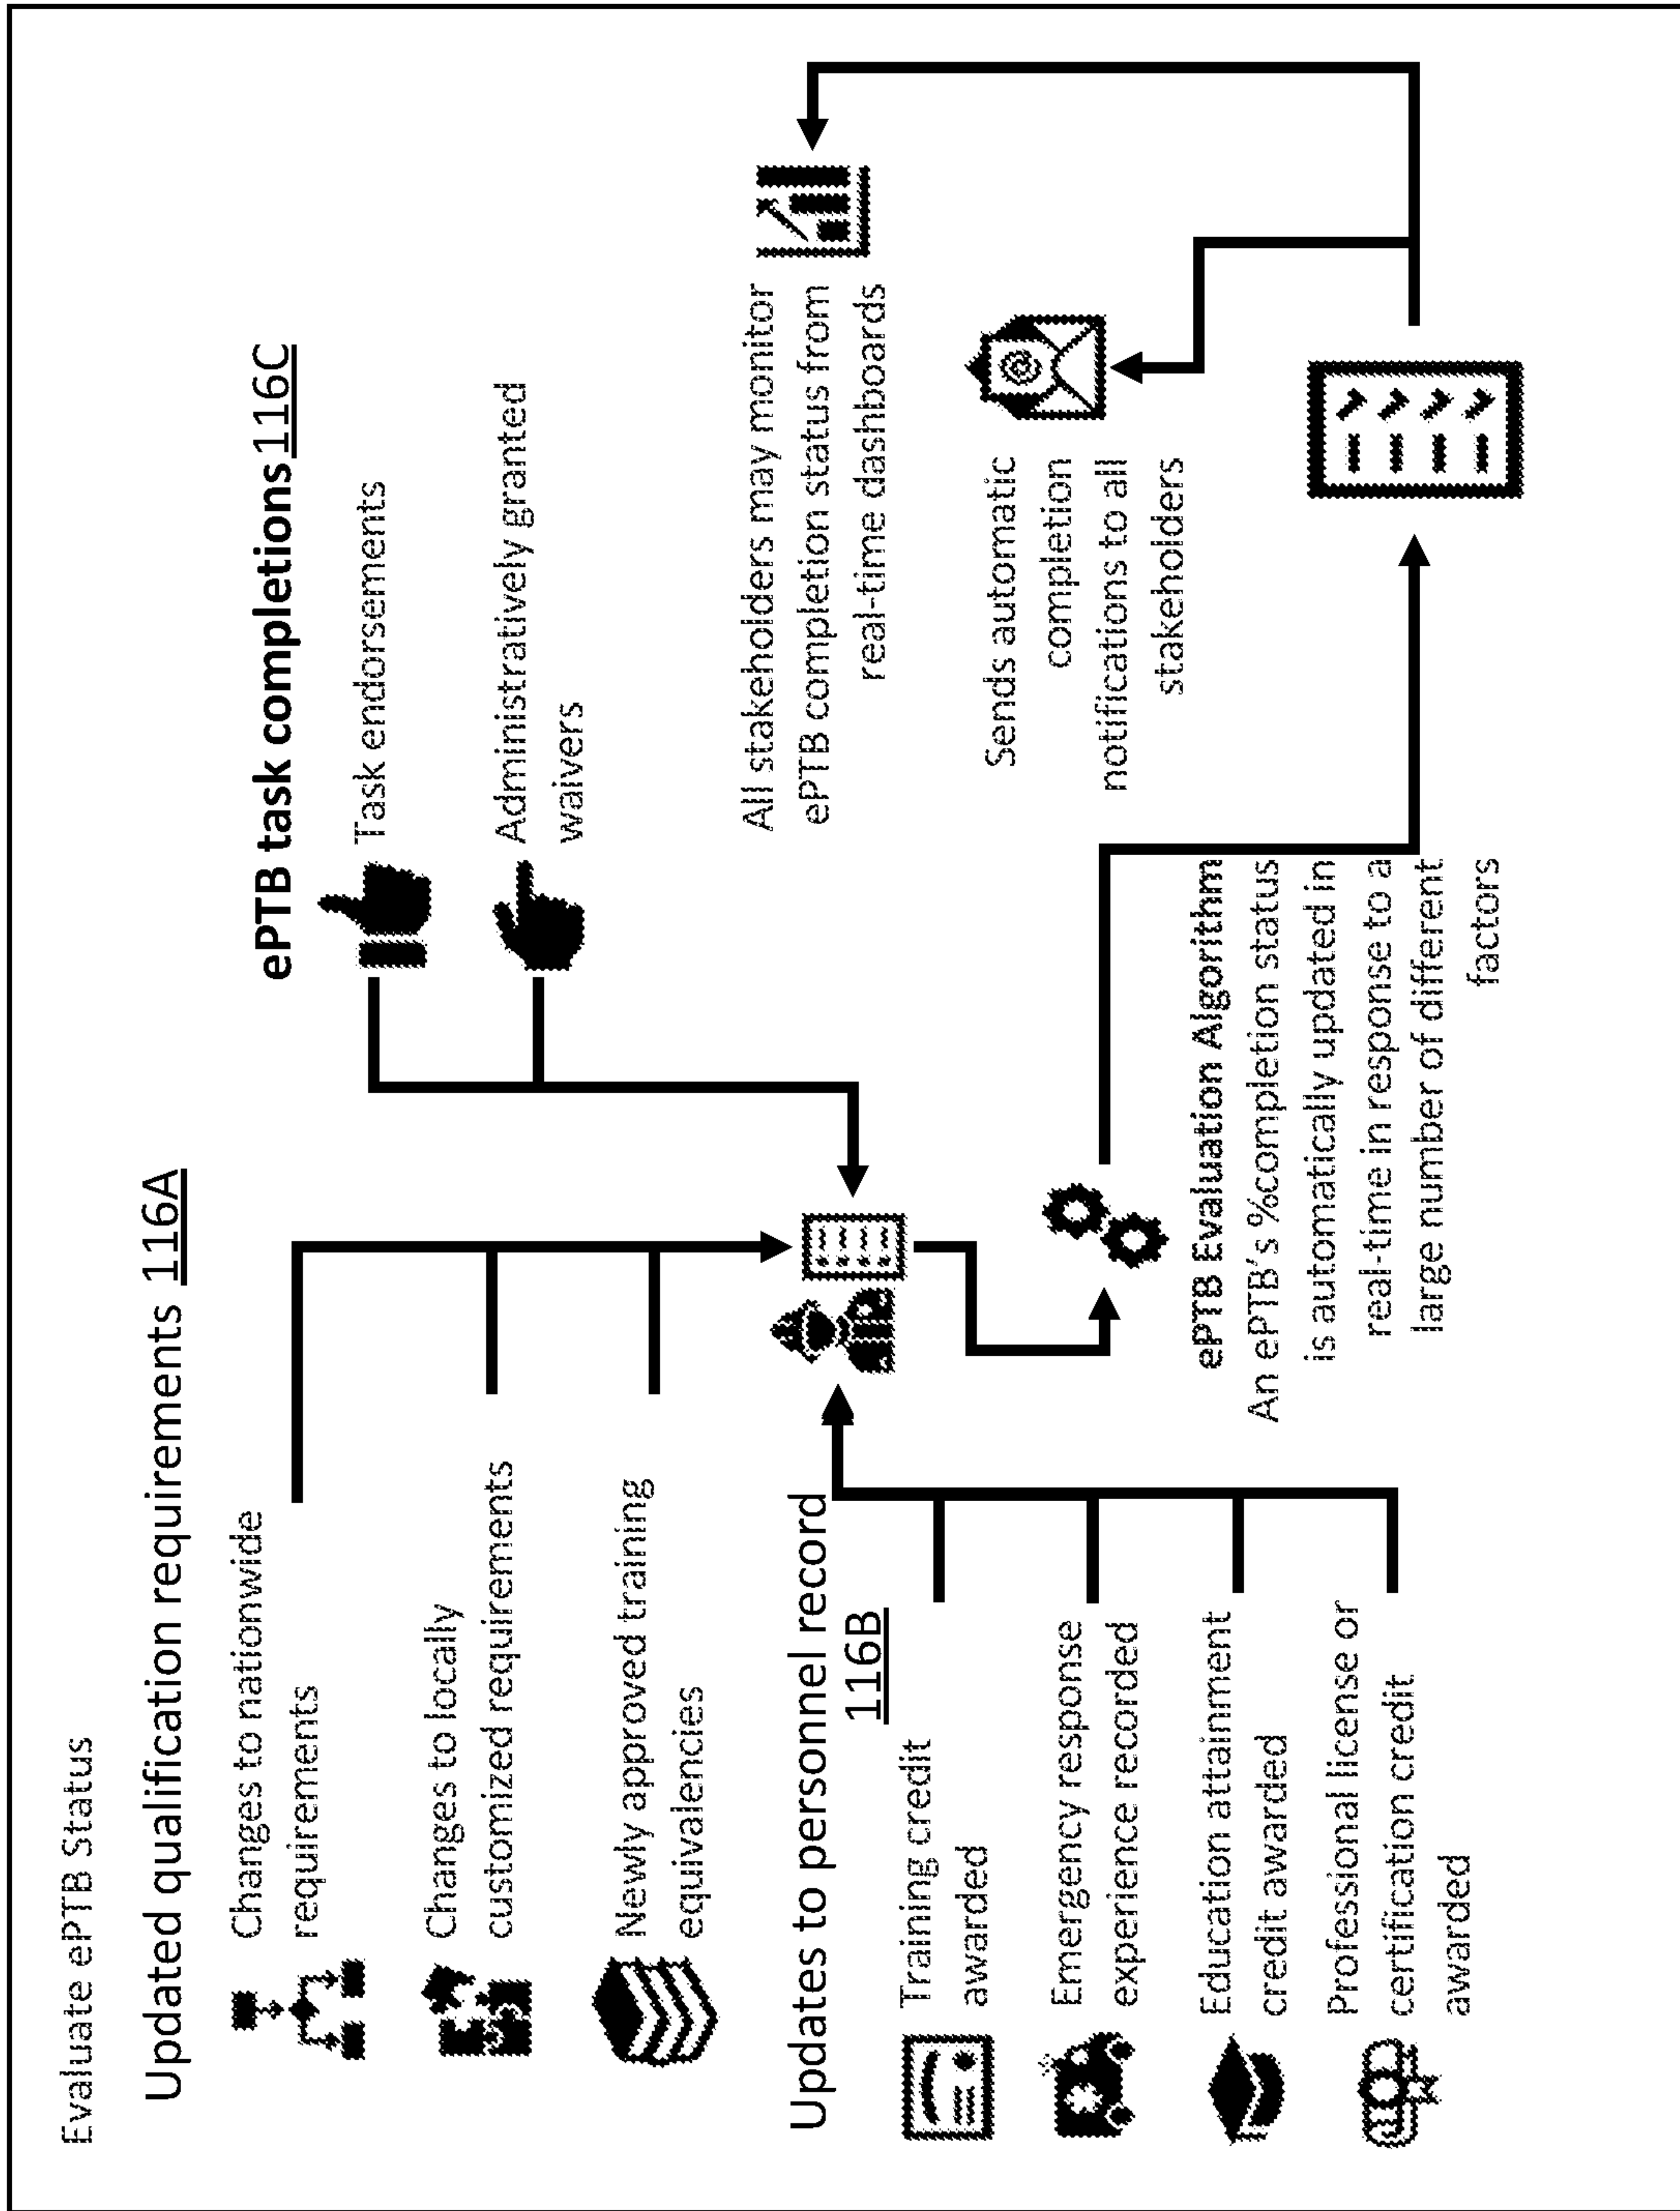 Evaluate ePTB Status
Updated qualification requirements 116A
Changes to nationwide
requirements
Changes to locally
customized requirements
Newly approved training
equivalencies
Updates to personnel record
116B
Training credit
awarded
Emergency response
experience recorded
Education attainment
credit awarded
Professional license or
certification credit
awarded
ePTB task completions 116C
Task endorsements
Administratively granted
waivers
ePTB Evaluation Algorithm
An ePTB's %completion status
is automatically updated in
real-time in response to a
large number of different
factors
All stakeholders may monitor
ePTB completion status from
real-time dashboards
Sends automatic
completion
notifications to all
stakeholders
@